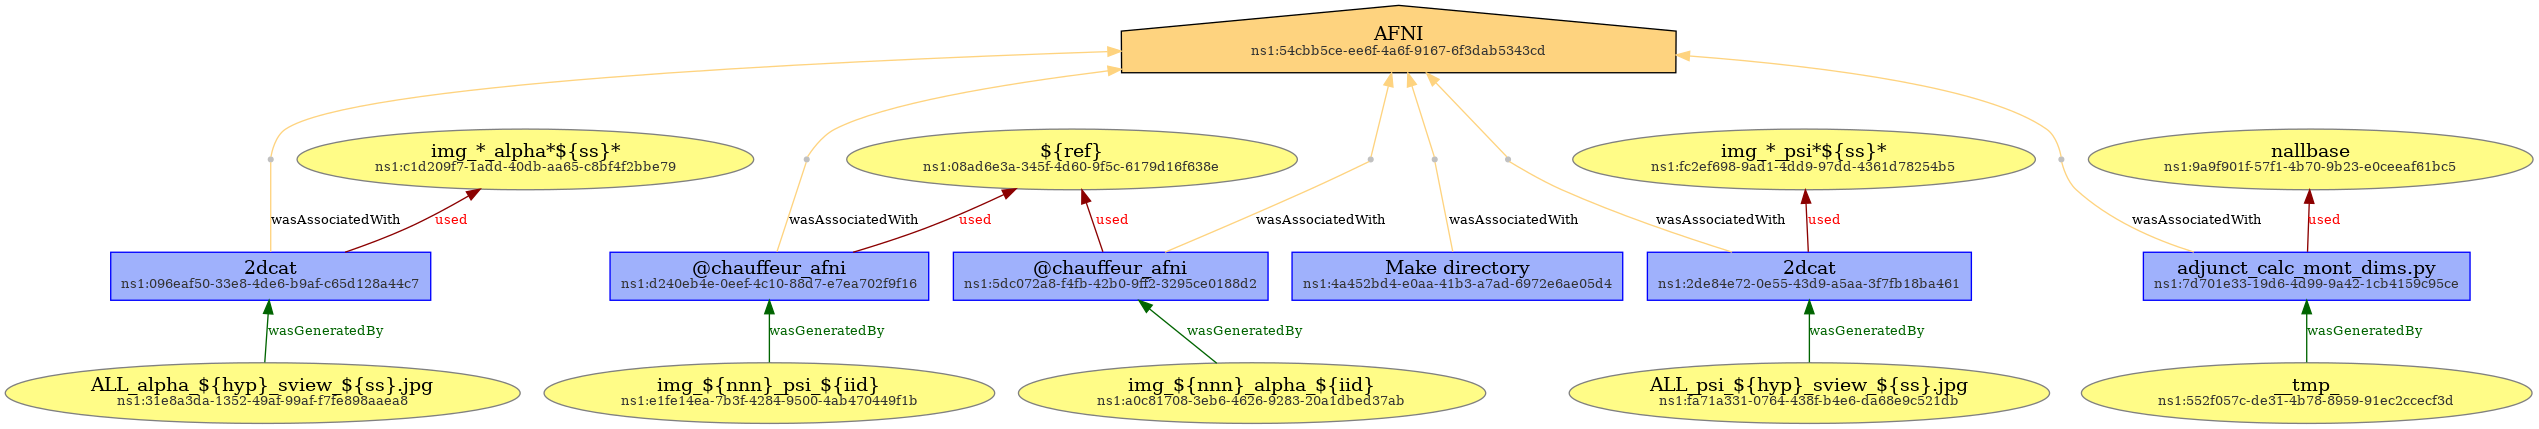 AFNI
ns1:54cbb5ce-ee6f-4a6f-9167-6f3dab5343cd
img_*_alpha*${ss}*
ns1:c1d209f7-1add-40db-aa65-c8bf4f2bbe79
${ref}
ns1:08ad6e3a-345f-4d60-9f5c-6179d16f638e
img_*_psi*${ss}*
ns1:fc2ef698-9ad1-4dd9-97dd-4361d78254b5
nallbase
ns1:9a9f901f-57f1-4b70-9b23-e0ceeaf61bc5
wasAssociatedWith
used
wasAssociatedWith
used
used
wasAssociatedWith
wasAssociatedWith
wasAssociatedWith
used
wasAssociatedWith
used
2dcat
ns1:096eaf50-33e8-4de6-b9af-c65d128a44c7
@chauffeur_afni
ns1:d240eb4e-0eef-4c10-88d7-e7ea702f9f16
@chauffeur_afni
ns1:5dc072a8-f4fb-42b0-9ff2-3295ce0188d2
Make directory
ns1:4a452bd4-e0aa-41b3-a7ad-6972e6ae05d4
2dcat
ns1:2de84e72-0e55-43d9-a5aa-3f7fb18ba461
adjunct_calc_mont_dims.py
ns1:7d701e33-19d6-4d99-9a42-1cb4159c95ce
wasGeneratedBy
wasGeneratedBy
wasGeneratedBy
wasGeneratedBy
wasGeneratedBy
ALL_alpha_${hyp}_sview_${ss}.jpg
ns1:31e8a3da-1352-49af-99af-f7fe898aaea8
img_${nnn}_psi_${iid}
ns1:e1fe14ea-7b3f-4284-9500-4ab470449f1b
img_${nnn}_alpha_${iid}
ns1:a0c81708-3eb6-4626-9283-20a1dbed37ab
ALL_psi_${hyp}_sview_${ss}.jpg
ns1:fa71a331-0764-438f-b4e6-da68e9c521db
__tmp_
ns1:552f057c-de31-4b78-8959-91ec2ccecf3d